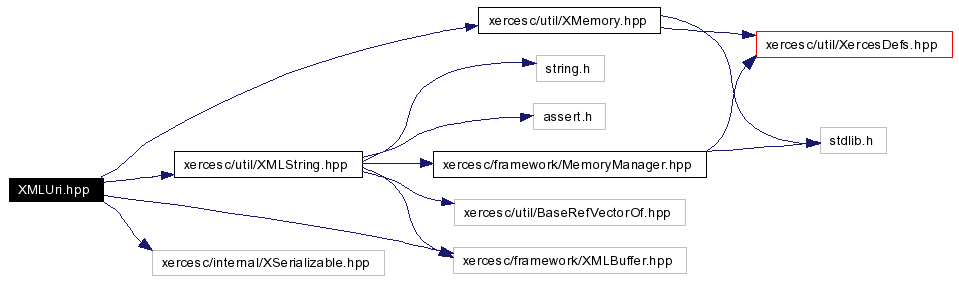 xercesc/util/XMemory.hpp
xercesc/util/XercesDefs.hpp
string.h
assert.h
stdlib.h
xercesc/util/XMLString.hpp
xercesc/framework/MemoryManager.hpp
XMLUri.hpp
xercesc/util/BaseRefVectorOf.hpp
xercesc/internal/XSerializable.hpp
xercesc/framework/XMLBuffer.hpp